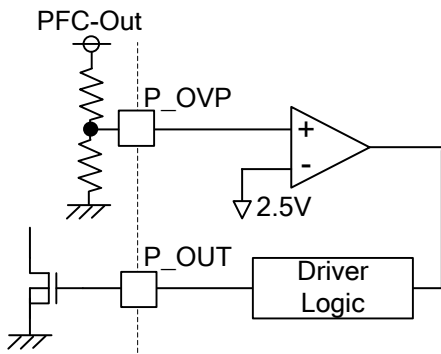 PFC-Out
P_OVP
+
-
2.5V
P_OUT
Driver
Logic